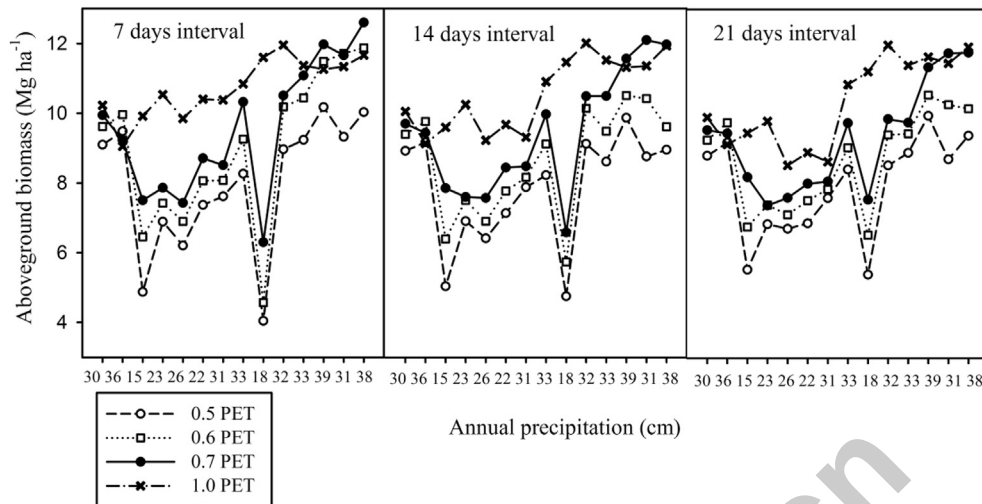 7 days interval
14 days interval
21 days interval
Aboveground biomass (Mg ha⁻¹)
12
10
8
6
4
30 36 15 23 26 22 31 33 18 32 33 39 31 38
30 36 15 23 26 22 31 33 18 32 33 39 31 38
30 36 15 23 26 22 31 33 18 32 33 39 31 38
Annual precipitation (cm)
0.5 PET
0.6 PET
0.7 PET
1.0 PET
en